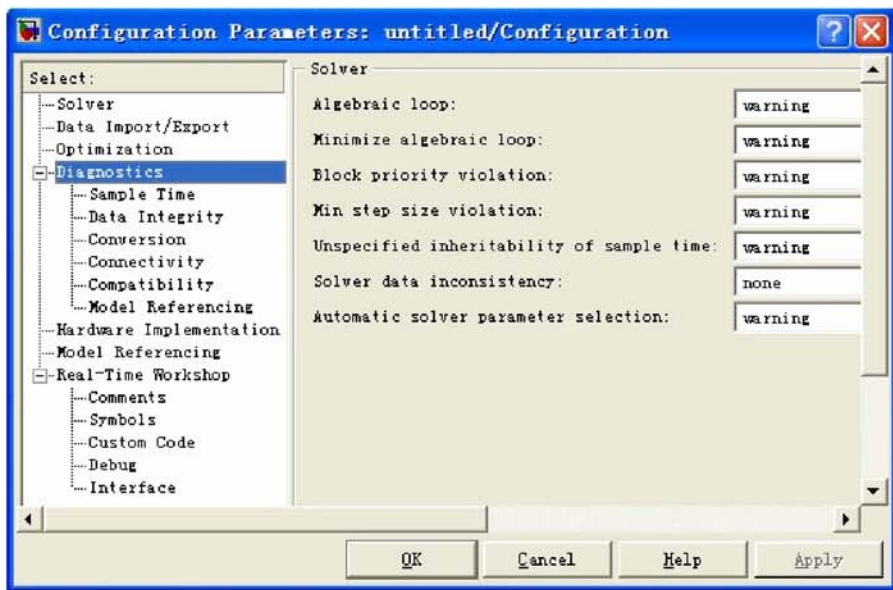 Configuration Parameters: untitled/Configuration
Select:
Solver
Data Import/Export
Optimization
Diagnostics
Sample Time
Data Integrity
Conversion
Connectivity
Compatibility
Model Referencing
Hardware Implementation
Model Referencing
Real-Time Workshop
Comments
Symbols
Custom Code
Debug
Interface
Solver
Algebraic loop: warning
Minimize algebraic loop: warning
Block priority violation: warning
Min step size violation: warning
Unspecified inheritability of sample time: warning
Solver data inconsistency: none
Automatic solver parameter selection: warning
OK Cancel Help Apply